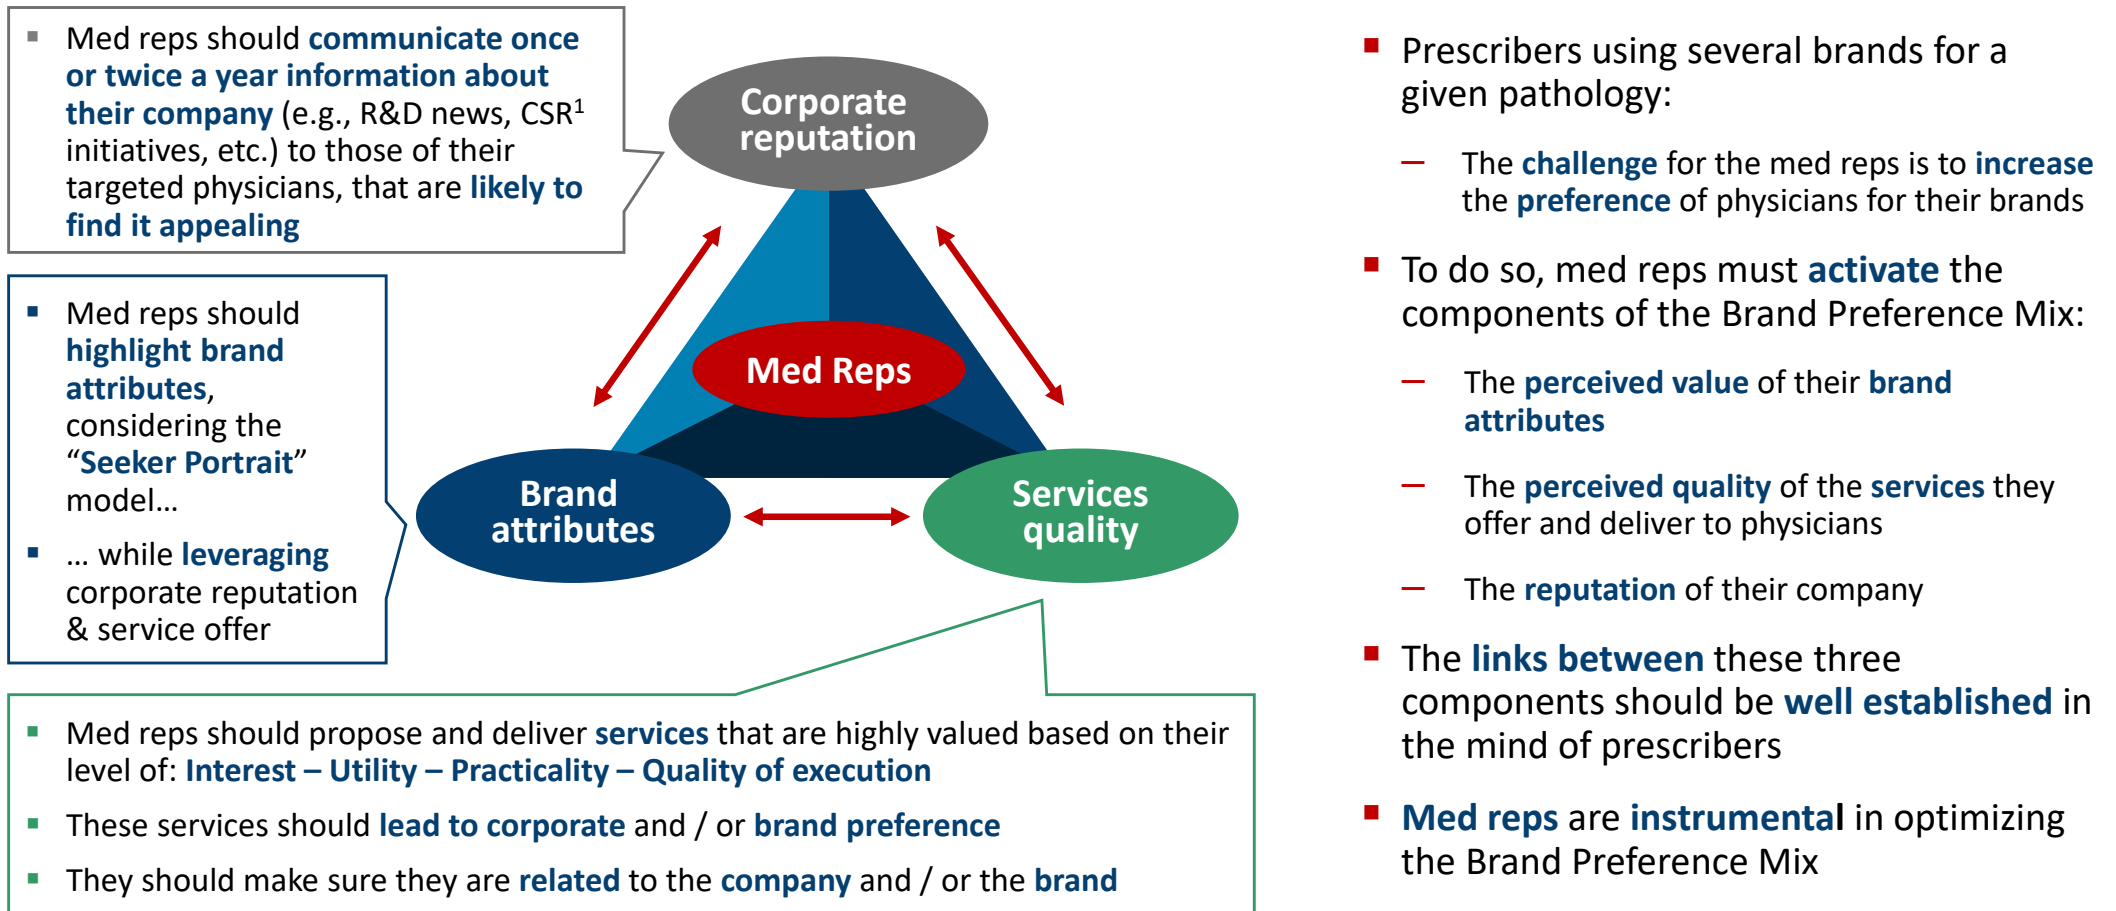 ▪ Med reps should communicate once
or twice a year information about
their company (e.g., R&D news, CSR¹
initiatives, etc.) to those of their
targeted physicians, that are likely to
find it appealing
Corporate
reputation
▪ Med reps should
highlight brand
attributes,
considering the
“Seeker Portrait”
model…
▪ … while leveraging
corporate reputation
& service offer
Med Reps
Brand
attributes
Services
quality
▪ Med reps should propose and deliver services that are highly valued based on their
level of: Interest – Utility – Practicality – Quality of execution
▪ These services should lead to corporate and / or brand preference
▪ They should make sure they are related to the company and / or the brand
▪ Prescribers using several brands for a
given pathology:
– The challenge for the med reps is to increase
the preference of physicians for their brands
▪ To do so, med reps must activate the
components of the Brand Preference Mix:
– The perceived value of their brand
attributes
– The perceived quality of the services they
offer and deliver to physicians
– The reputation of their company
▪ The links between these three
components should be well established in
the mind of prescribers
▪ Med reps are instrumental in optimizing
the Brand Preference Mix